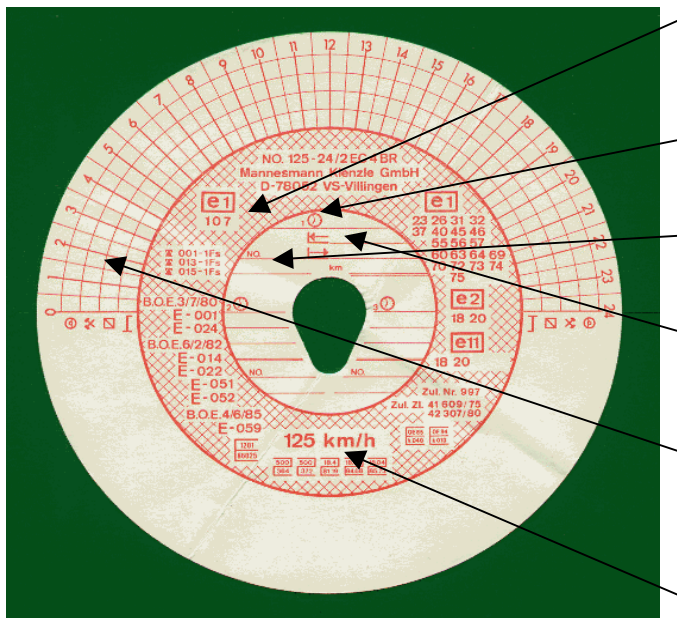 0 1 2 3 4 5 6 7 8 9 10 11 12 13 14 15 16 17 18 19 20 21 22 23 24
NO. 125-24/2 EC 4 BR
Mannesmann Kienzle GmbH
D-78052 VS-Villingen
e1
107
e1
23 26 31 32
37 40 45 46
55 56 57
60 63 64 69
70 72 73 74
75
001-1Fs
013-1Fs
015-1Fs
1
NO.
km
2
3
NO.
NO.
B.O.E.3/7/80
E-001
E-024
B.O.E.6/2/82
E-014
E-022
E-051
E-052
B.O.E.4/6/85
E-059
e2
18 20
e11
18 20
Zul. Nr. 997
Zul. Zl. 41 609/75
42 307/80
125 km/h